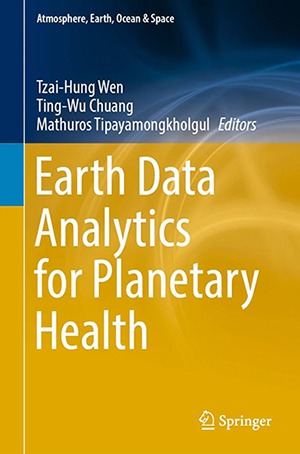 Atmosphere, Earth, Ocean & Space
Tzai-Hung Wen
Ting-Wu Chuang
Mathuros Tipayamongkholgul Editors
Earth Data
Analytics
for Planetary
Health
Springer